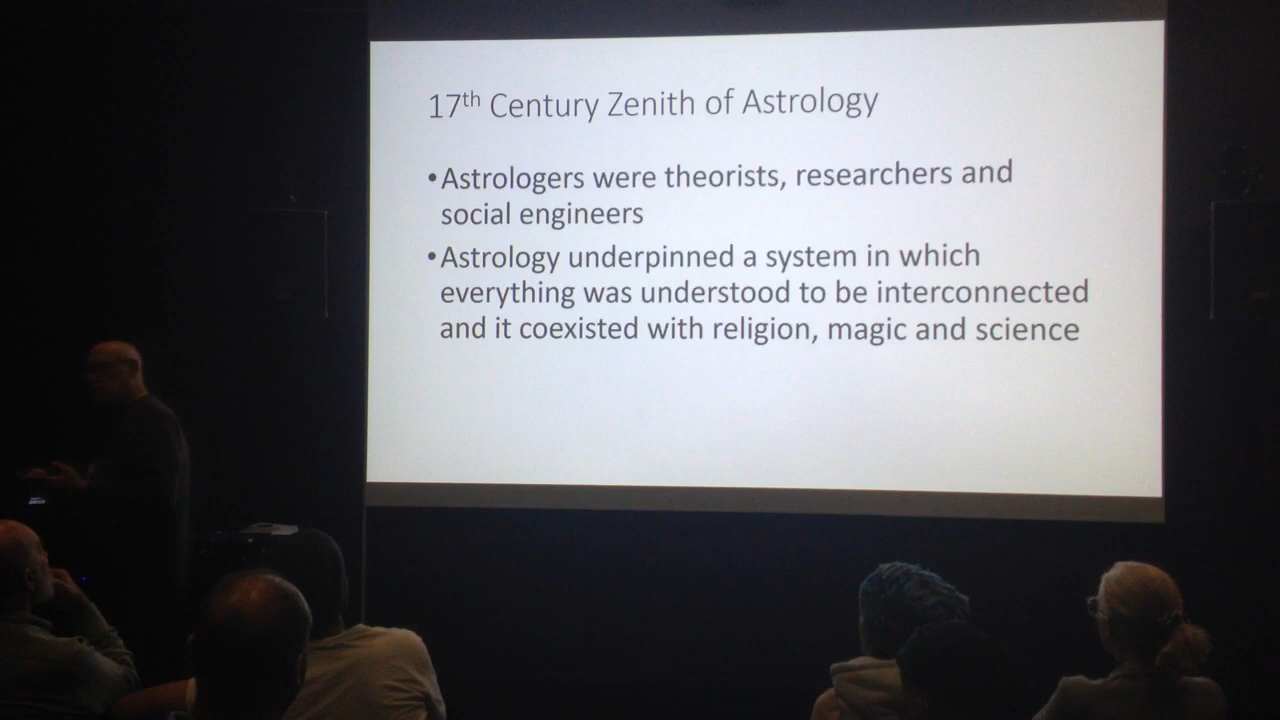 17th Century Zenith of Astrology
•Astrologers were theorists, researchers and
social engineers
•Astrology underpinned a system in which
everything was understood to be interconnected
and it coexisted with religion, magic and science